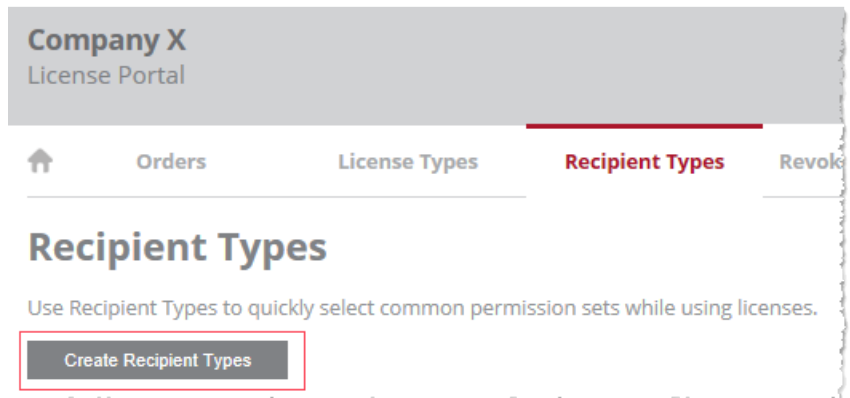 Company X
License Portal
Orders License Types Recipient Types
Recipient Types
Use Recipient Types to quickly select common permission sets while using licenses.
Create Recipient Types